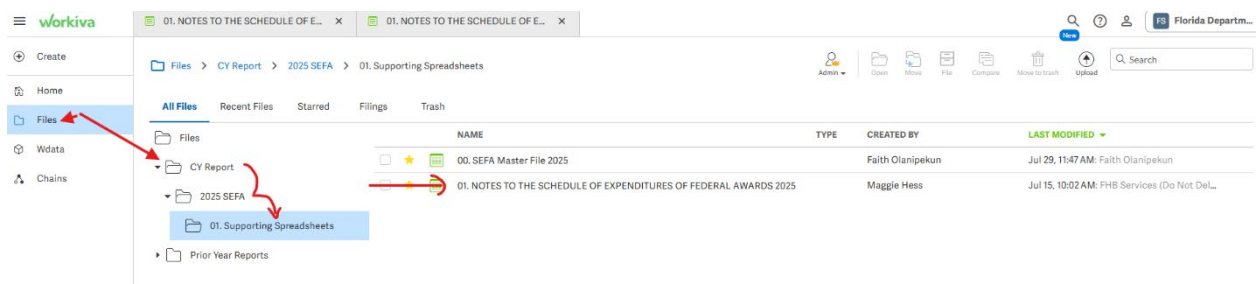 workiva
01. NOTES TO THE SCHEDULE OF E... X
01. NOTES TO THE SCHEDULE OF E... X
New
FS Florida Departm...
Create
Home
Files
Wdata
Chains
Files > CY Report > 2025 SEFA > 01. Supporting Spreadsheets
Admin
Open
Move
File
Compare
Move to trash
Upload
Search
All Files
Recent Files
Starred
Filings
Trash
Files
CY Report
2025 SEFA
01. Supporting Spreadsheets
Prior Year Reports
NAME TYPE CREATED BY LAST MODIFIED
00. SEFA Master File 2025 Faith Olanipekun Jul 29, 11:47 AM: Faith Olanipekun
01. NOTES TO THE SCHEDULE OF EXPENDITURES OF FEDERAL AWARDS 2025 Maggie Hess Jul 15, 10:02 AM: FHB Services (Do Not Del...